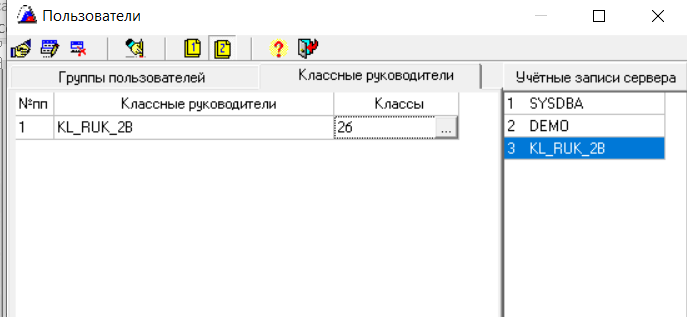 Пользователи
Группы пользователей
Классные руководители
Учётные записи сервера
№пп Классные руководители Классы
1 KL_RUK_2B 2б ...
1 SYSDBA
2 DEMO
3 KL_RUK_2B